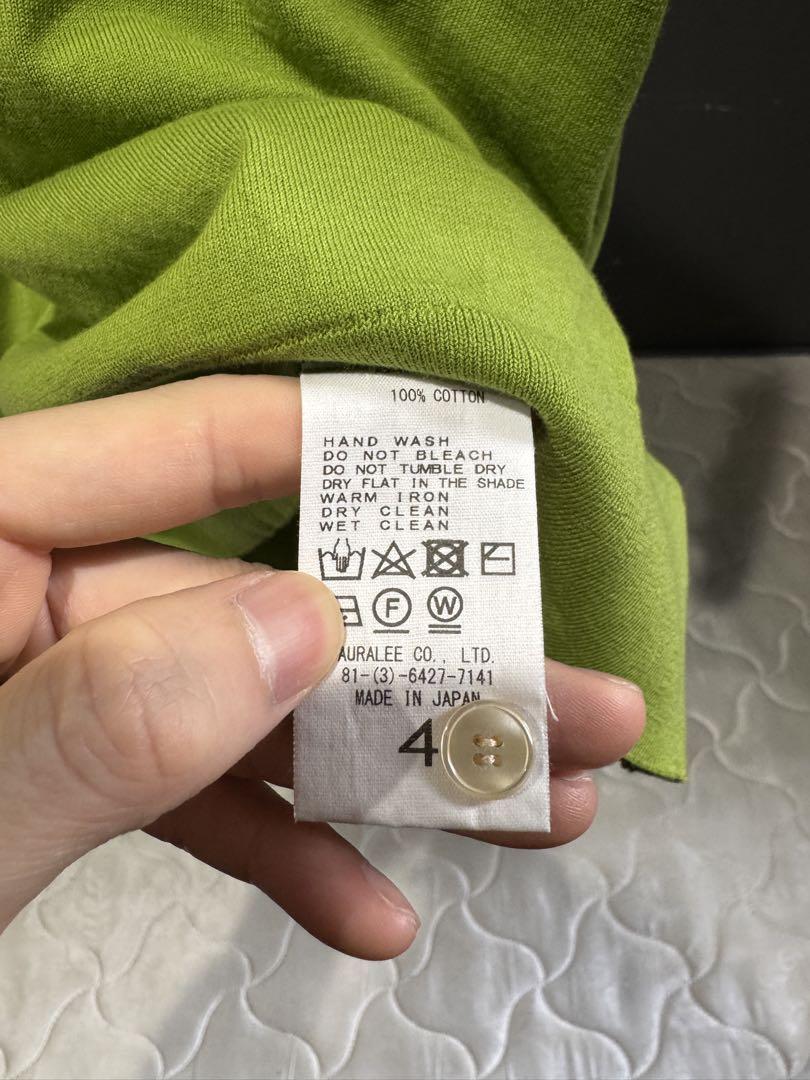 100% COTTON
HAND WASH
DO NOT BLEACH
DO NOT TUMBLE DRY
DRY FLAT IN THE SHADE
WARM IRON
DRY CLEAN
WET CLEAN
F W
AURALEE CO., LTD.
81-(3)-6427-7141
MADE IN JAPAN
4